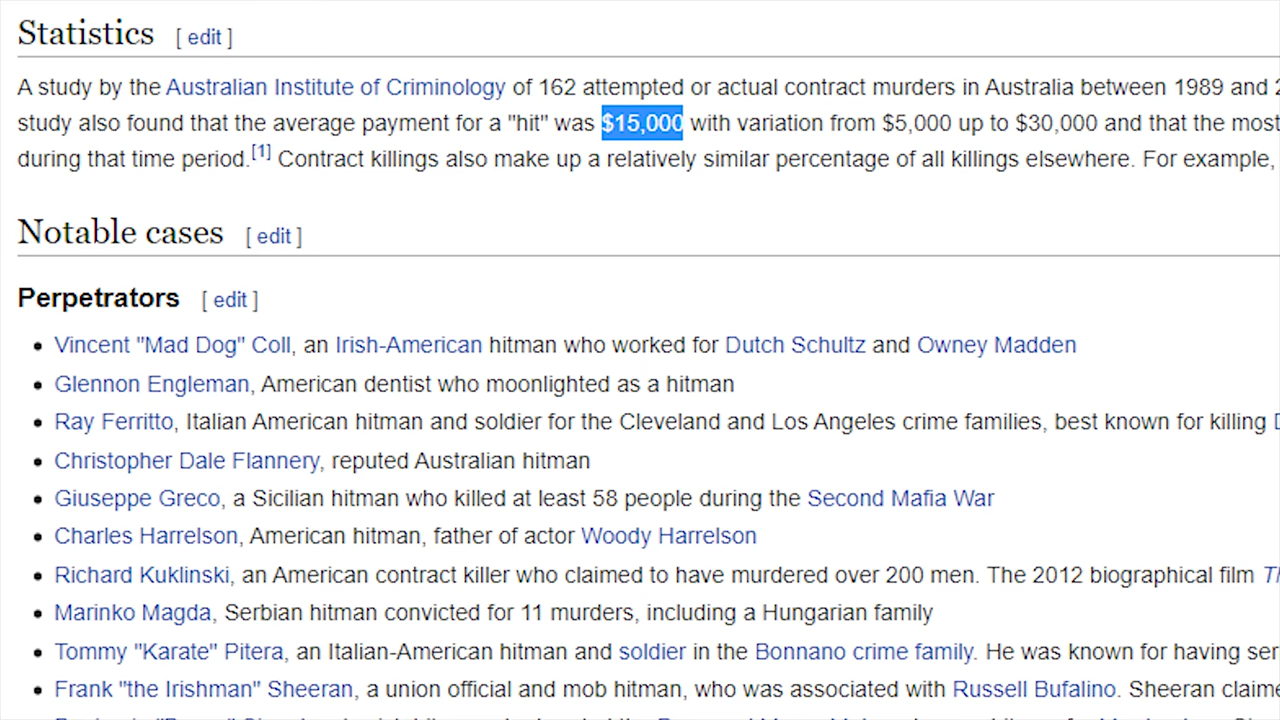 Statistics [ edit ]
A study by the Australian Institute of Criminology of 162 attempted or actual contract murders in Australia between 1989 and
study also found that the average payment for a "hit" was $15,000 with variation from $5,000 up to $30,000 and that the most
during that time period.[1] Contract killings also make up a relatively similar percentage of all killings elsewhere. For example,
Notable cases [ edit ]
Perpetrators [ edit ]
• Vincent "Mad Dog" Coll, an Irish-American hitman who worked for Dutch Schultz and Owney Madden
• Glennon Engleman, American dentist who moonlighted as a hitman
• Ray Ferritto, Italian American hitman and soldier for the Cleveland and Los Angeles crime families, best known for killing
• Christopher Dale Flannery, reputed Australian hitman
• Giuseppe Greco, a Sicilian hitman who killed at least 58 people during the Second Mafia War
• Charles Harrelson, American hitman, father of actor Woody Harrelson
• Richard Kuklinski, an American contract killer who claimed to have murdered over 200 men. The 2012 biographical film
• Marinko Magda, Serbian hitman convicted for 11 murders, including a Hungarian family
• Tommy "Karate" Pitera, an Italian-American hitman and soldier in the Bonnano crime family. He was known for having
• Frank "the Irishman" Sheeran, a union official and mob hitman, who was associated with Russell Bufalino. Sheeran